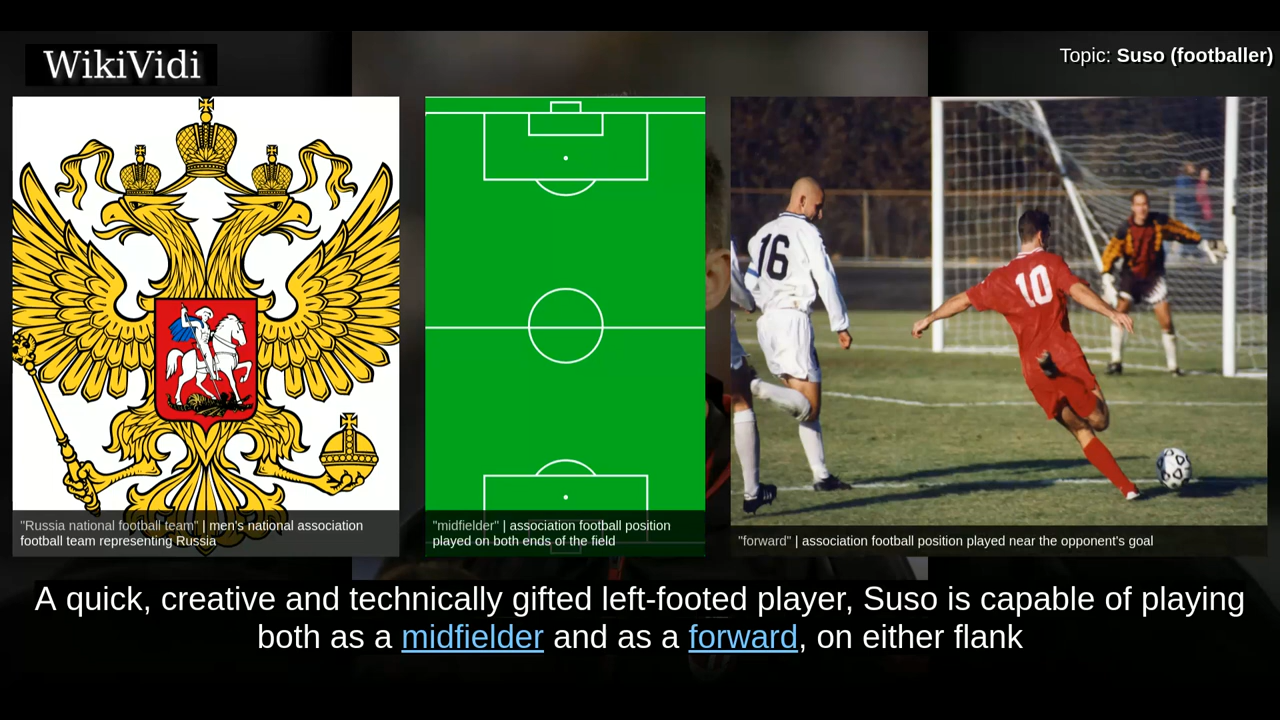 WikiVidi
Topic: Suso (footballer)
16
10
"Russia national football team" | men's national association
football team representing Russia
"midfielder" | association football position
played on both ends of the field
"forward" | association football position played near the opponent's goal
A quick, creative and technically gifted left-footed player, Suso is capable of playing
both as a midfielder and as a forward, on either flank